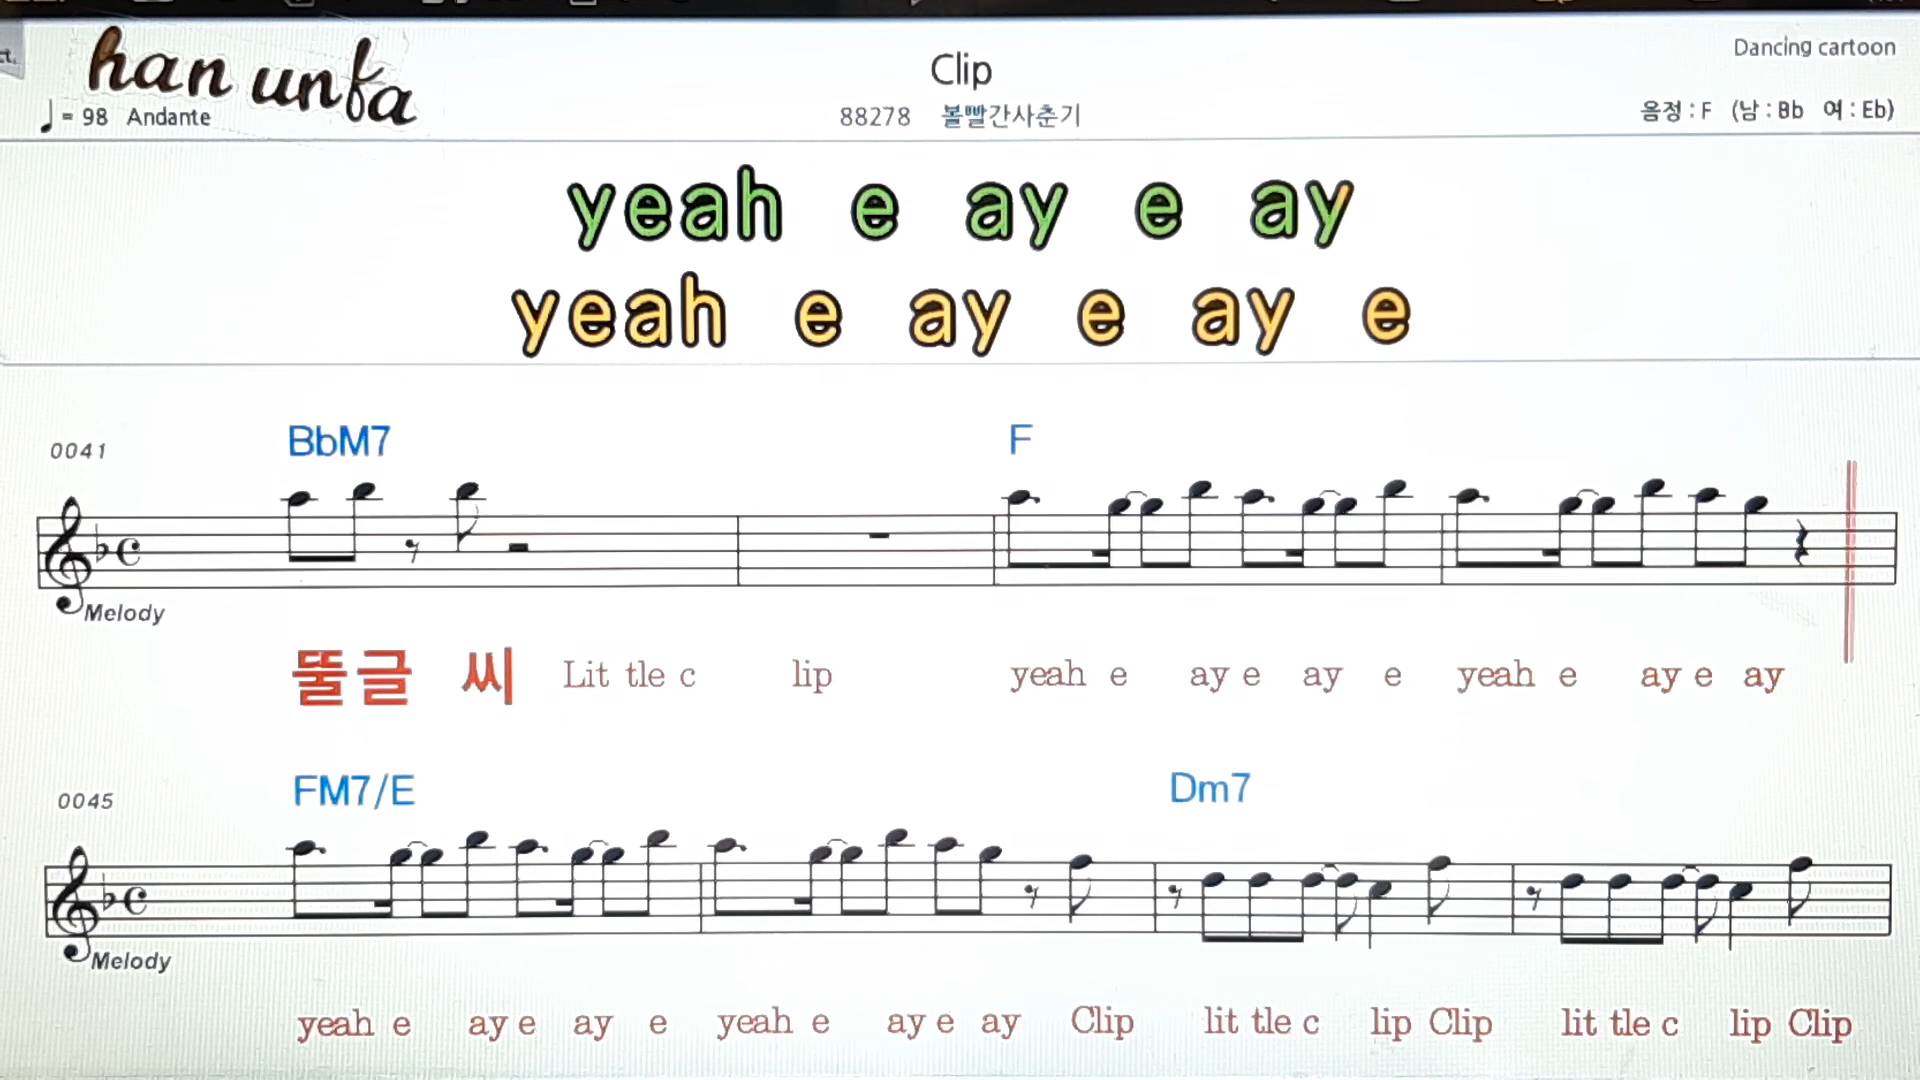 ct.
han unfa
♩ = 98 Andante
Clip
88278 볼빨간사춘기
Dancing cartoon
음정 : F (남 : Bb 여 : Eb)
yeah e ay e ay
yeah e ay e ay e
0041 BbM7 F
Melody
뚤글 씨 Lit tle c lip yeah e ay e ay e yeah e ay e ay
0045 FM7/E Dm7
Melody
yeah e ay e ay e yeah e ay e ay Clip lit tle c lip Clip lit tle c lip Clip